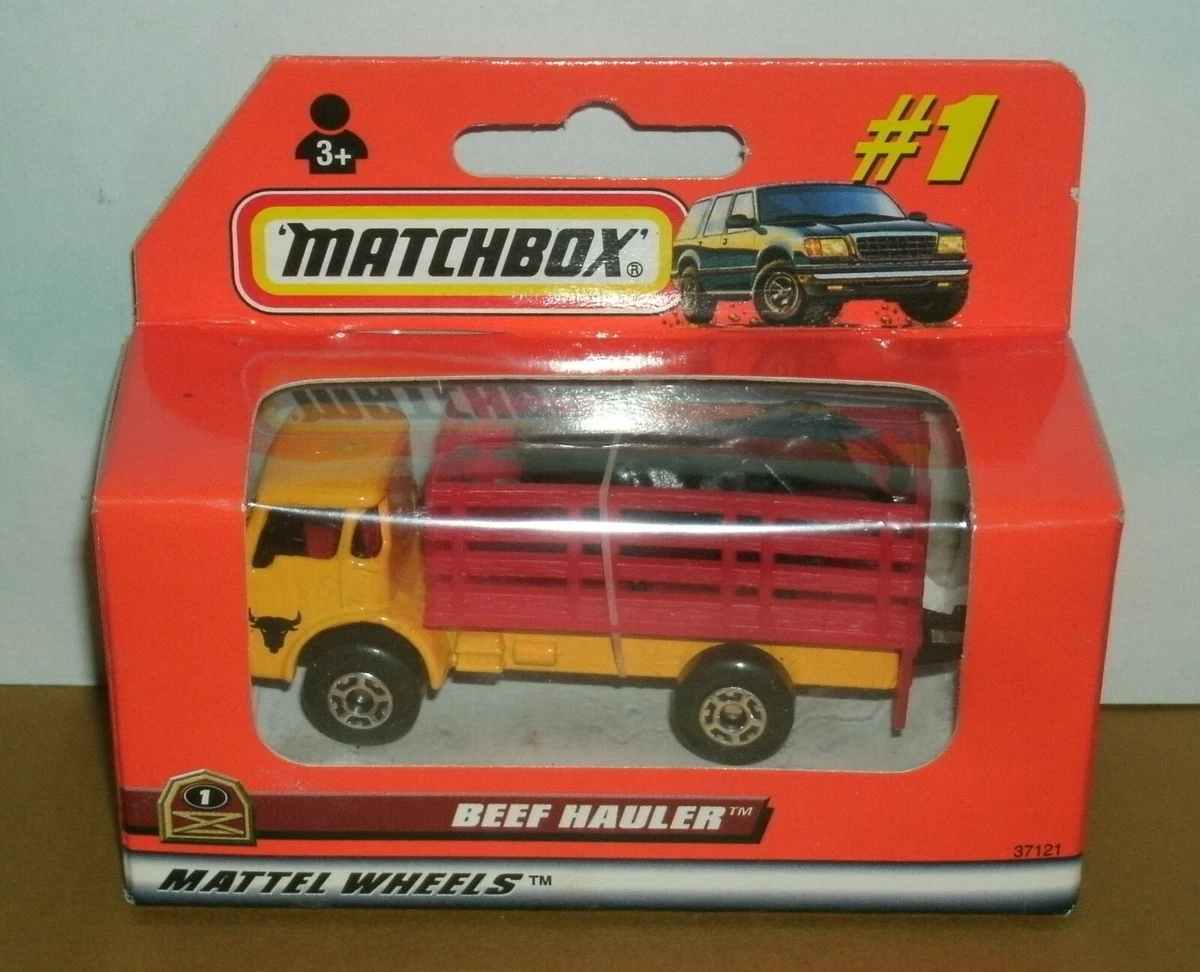 3+
#1
'MATCHBOX'®
1
BEEF HAULER™
37121
MATTEL WHEELS™